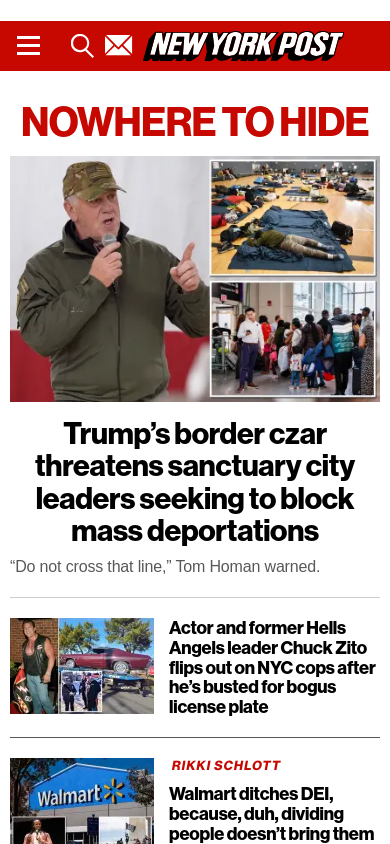 NEW YORK POST
NOWHERE TO HIDE
Trump’s border czar
threatens sanctuary city
leaders seeking to block
mass deportations
“Do not cross that line,” Tom Homan warned.
Actor and former Hells
Angels leader Chuck Zito
flips out on NYC cops after
he’s busted for bogus
license plate
Walmart
RIKKI SCHLOTT
Walmart ditches DEI,
because, duh, dividing
people doesn’t bring them